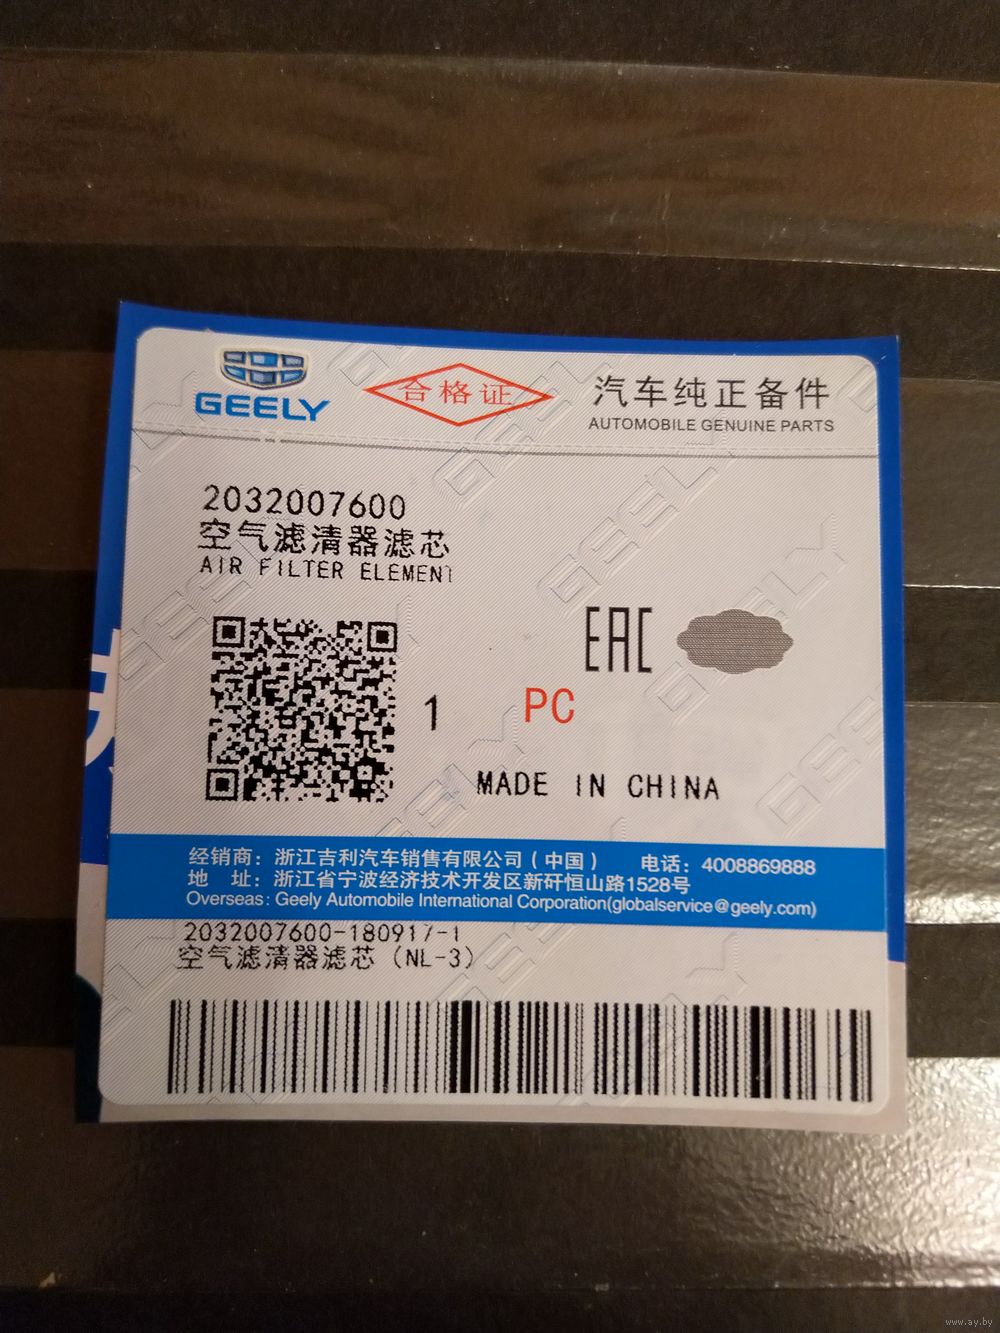 GEELY
合格证
汽车纯正备件
AUTOMOBILE GENUINE PARTS
2032007600
空气滤清器滤芯
AIR FILTER ELEMENT
EAC
1 PC
MADE IN CHINA
经销商：浙江吉利汽车销售有限公司（中国） 电话：4008869888
地 址：浙江省宁波经济技术开发区新矸恒山路1528号
Overseas: Geely Automobile International Corporation(globalservice@geely.com)
2032007600-180917-1
空气滤清器滤芯（NL-3）
www.ay.by